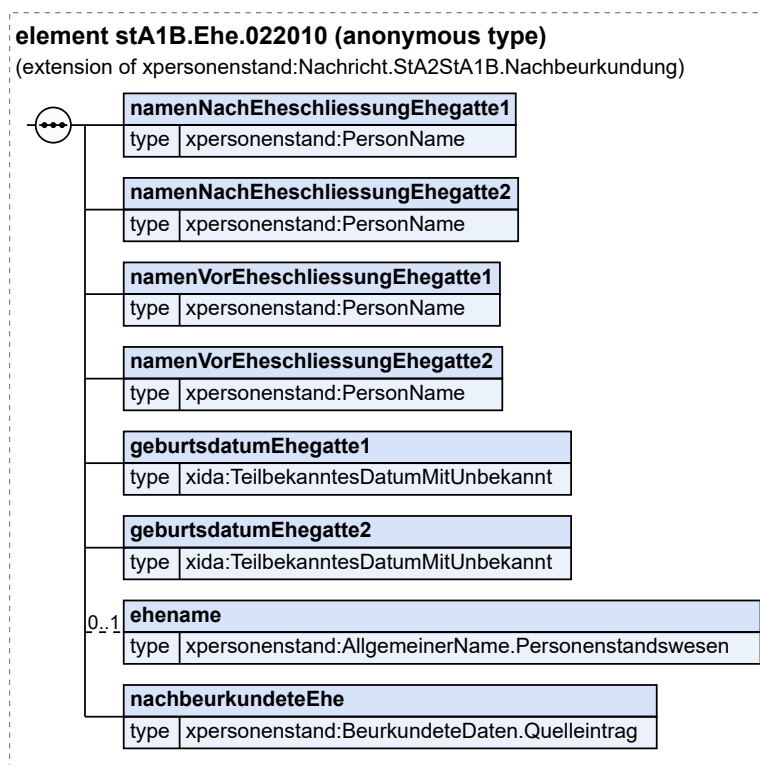 element stA1B.Ehe.022010 (anonymous type)
(extension of xpersonenstand:Nachricht.StA2StA1B.Nachbeurkundung)
namenNachEheschliessungEhegatte1
type xpersonenstand:PersonName
namenNachEheschliessungEhegatte2
type xpersonenstand:PersonName
namenVorEheschliessungEhegatte1
type xpersonenstand:PersonName
namenVorEheschliessungEhegatte2
type xpersonenstand:PersonName
geburtsdatumEhegatte1
type xida:TeilbekanntesDatumMitUnbekannt
geburtsdatumEhegatte2
type xida:TeilbekanntesDatumMitUnbekannt
0..1 ehename
type xpersonenstand:AllgemeinerName.Personenstandswesen
nachbeurkundeteEhe
type xpersonenstand:BeurkundeteDaten.Quelleintrag